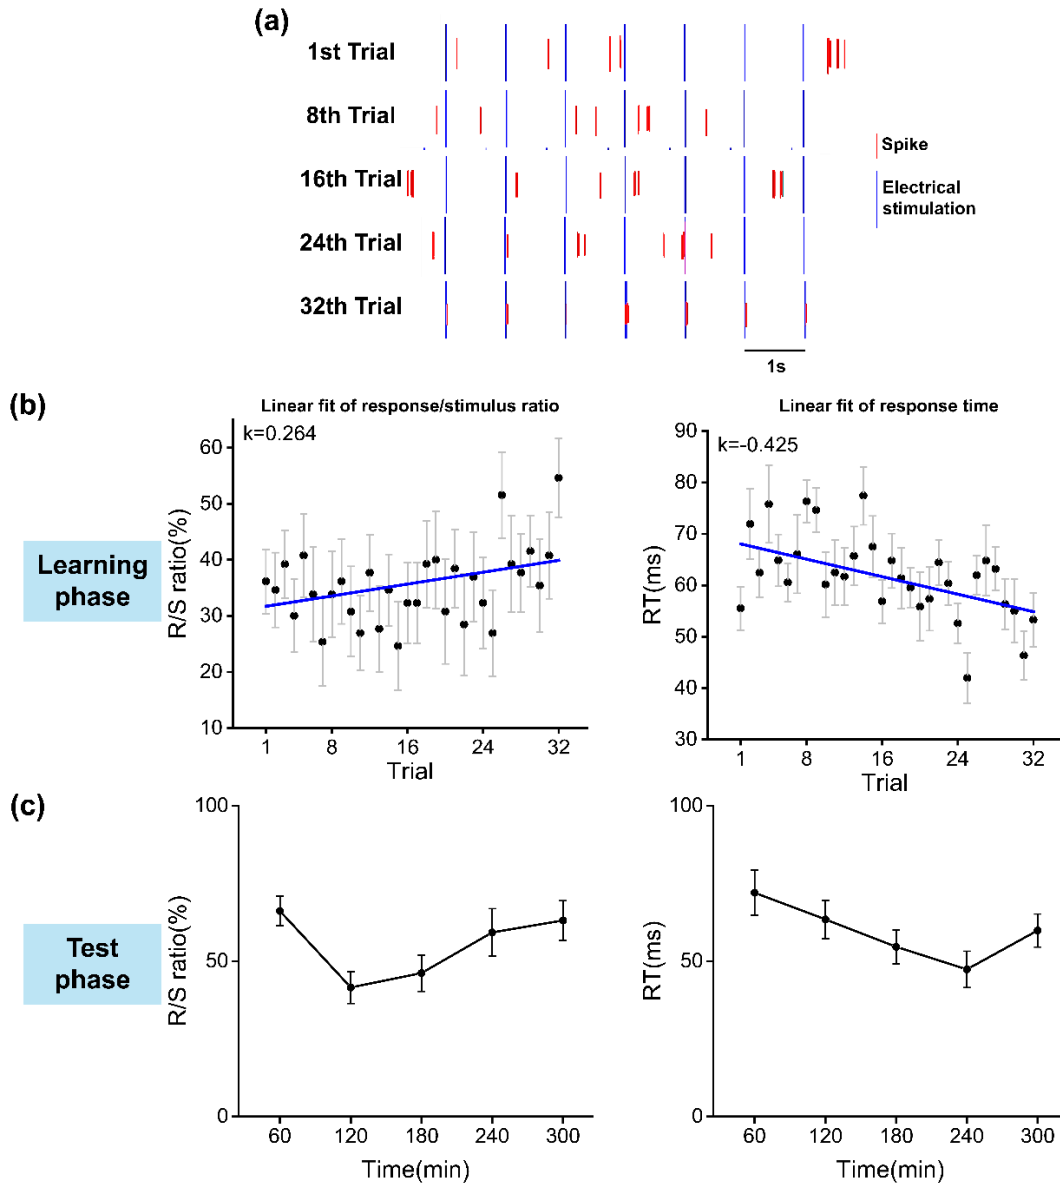 (a)
1st Trial
8th Trial
16th Trial
24th Trial
32th Trial
Spike
Electrical
stimulation
1s
(b)
Learning
phase
Linear fit of response/stimulus ratio
k=0.264
R/S ratio(%)
60
50
40
30
20
10
1
8
16
24
32
Trial
Linear fit of response time
k=-0.425
RT(ms)
90
80
70
60
50
40
30
1
8
16
24
32
Trial
(c)
Test
phase
R/S ratio(%)
100
50
0
60
120
180
240
300
Time(min)
RT(ms)
100
50
0
60
120
180
240
300
Time(min)